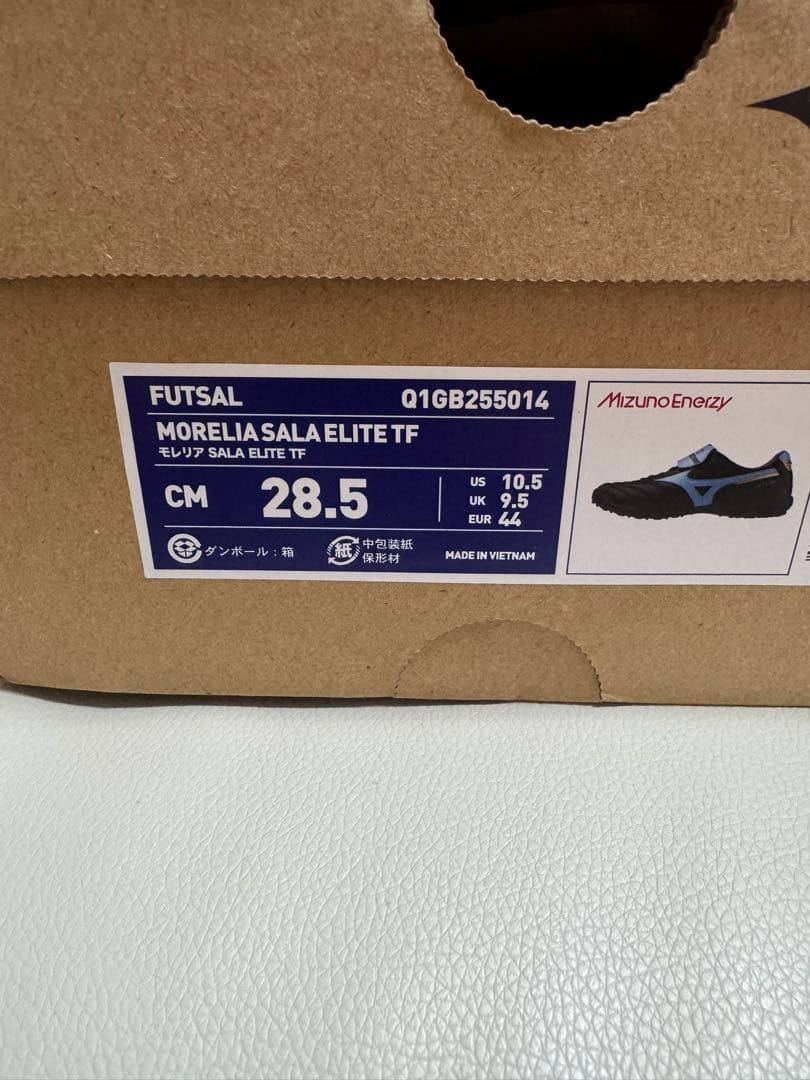 FUTSAL Q1GB255014
MORELIA SALA ELITE TF
モレリア SALA ELITE TF
CM 28.5
US 10.5
UK 9.5
EUR 44
ダンボール：箱
紙 中包装紙
保形材
MADE IN VIETNAM
MIZUNO ENERZY